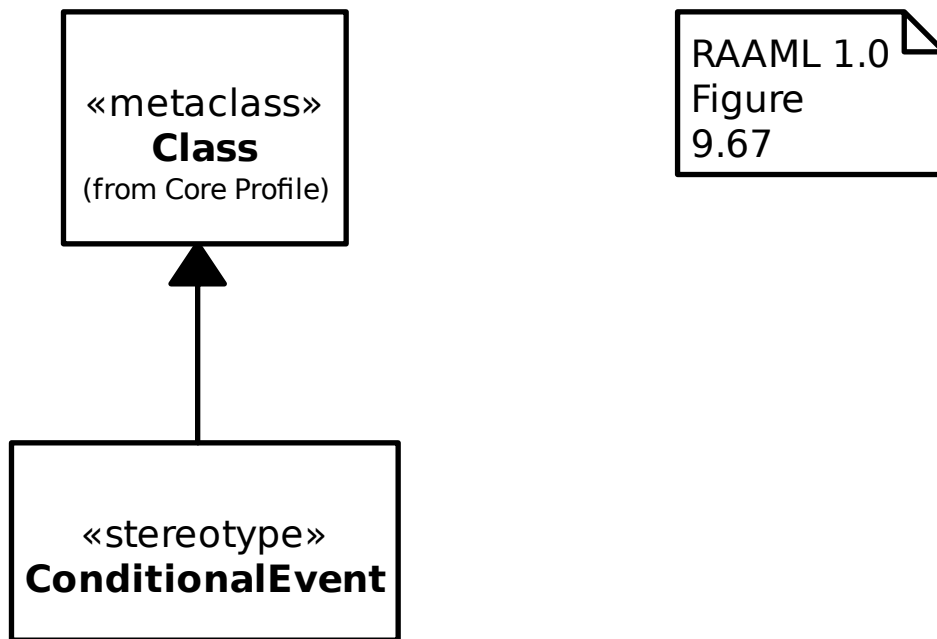 «metaclass»
Class
(from Core Profile)
RAAML 1.0
Figure
9.67
«stereotype»
ConditionalEvent